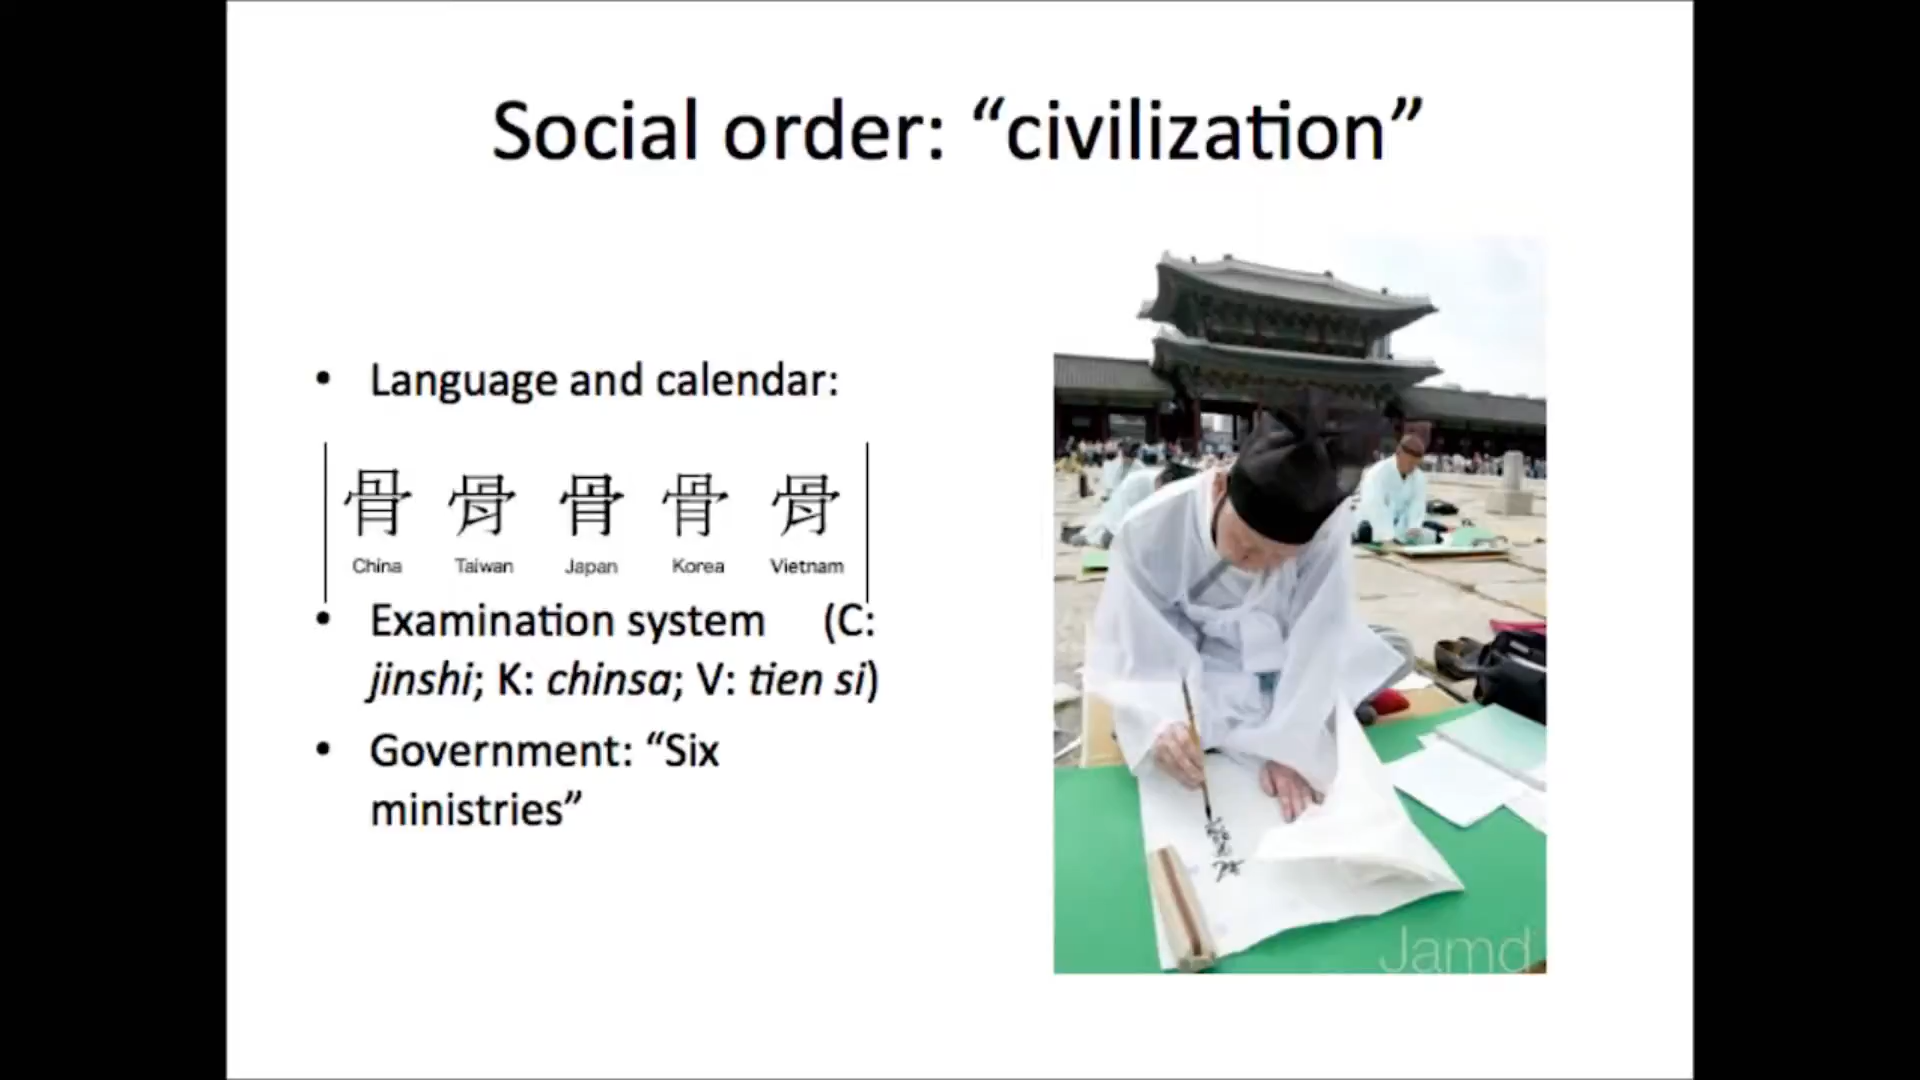 Social order: “civilization”
• Language and calendar:
骨 骨 骨 骨 骨
China Taiwan Japan Korea Vietnam
• Examination system (C:
jinshi; K: chinsa; V: tien si)
• Government: “Six
ministries”
Jamd